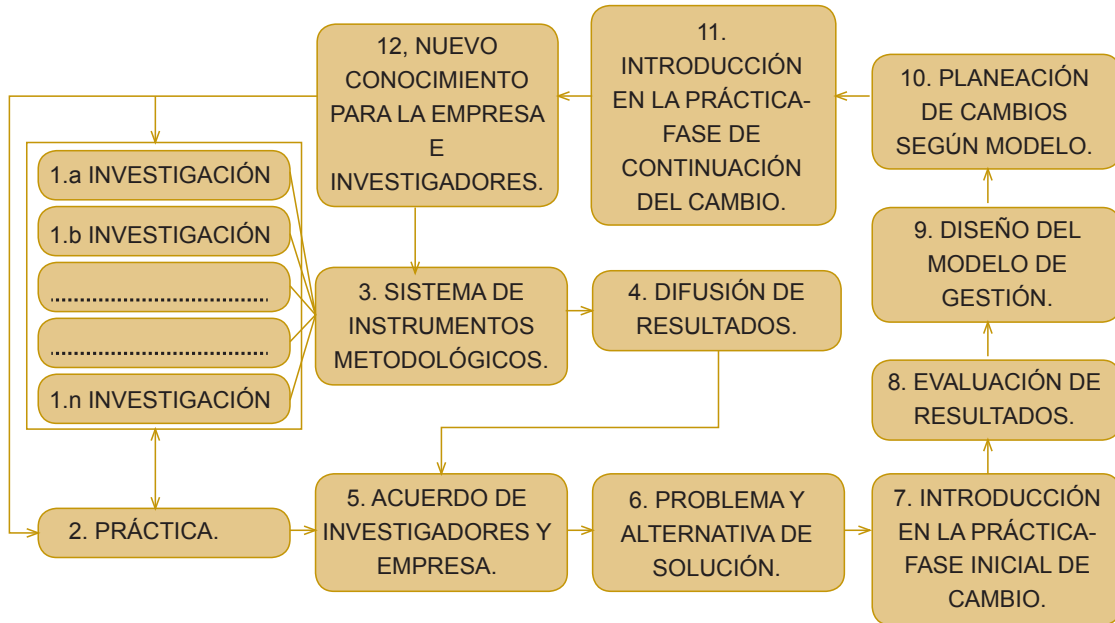 12, NUEVO
CONOCIMIENTO
PARA LA EMPRESA
E
INVESTIGADORES.
11.
INTRODUCCIÓN
EN LA PRÁCTICA-
FASE DE
CONTINUACIÓN
DEL CAMBIO.
10. PLANEACIÓN
DE CAMBIOS
SEGÚN MODELO.
1.a INVESTIGACIÓN
1.b INVESTIGACIÓN
........................................
........................................
1.n INVESTIGACIÓN
3. SISTEMA DE
INSTRUMENTOS
METODOLÓGICOS.
4. DIFUSIÓN DE
RESULTADOS.
9. DISEÑO DEL
MODELO DE
GESTIÓN.
8. EVALUACIÓN DE
RESULTADOS.
2. PRÁCTICA.
5. ACUERDO DE
INVESTIGADORES Y
EMPRESA.
6. PROBLEMA Y
ALTERNATIVA DE
SOLUCIÓN.
7. INTRODUCCIÓN
EN LA PRÁCTICA-
FASE INICIAL DE
CAMBIO.